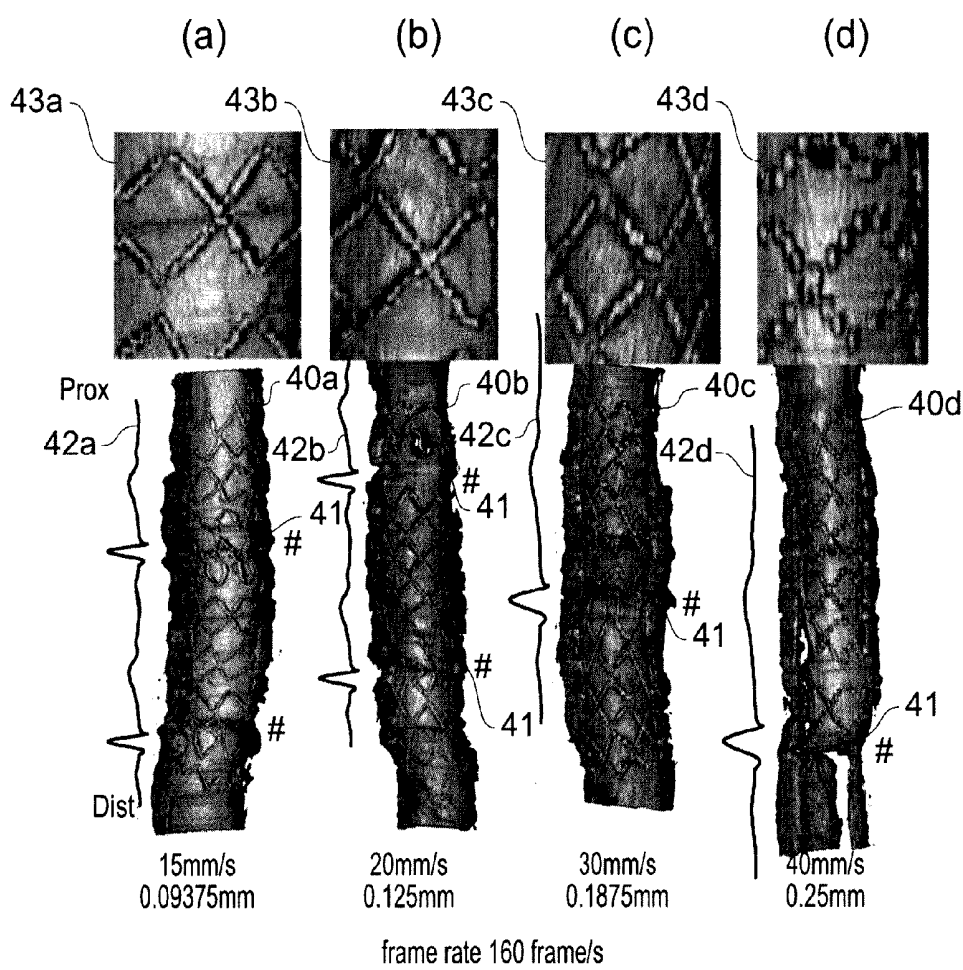 (a) (b) (c) (d)
43a 43b 43c 43d
Prox 40a 40b 40c 40d
42a 42b 42c 42d
# 41
41 #
41 #
# 41
# 41
#
Dist
15mm/s 20mm/s 30mm/s 40mm/s
0.09375mm 0.125mm 0.1875mm 0.25mm
frame rate 160 frame/s